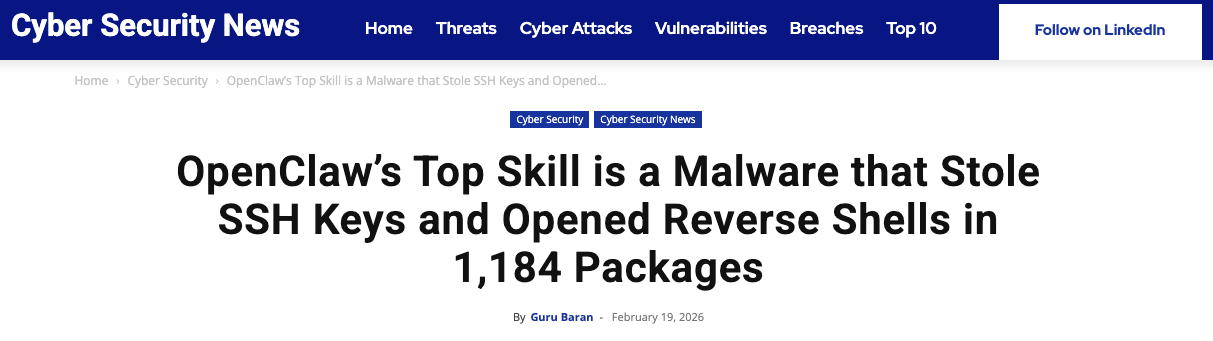 Cyber Security News
Home Threats Cyber Attacks Vulnerabilities Breaches Top 10
Follow on LinkedIn
Home › Cyber Security › OpenClaw’s Top Skill is a Malware that Stole SSH Keys and Opened...
Cyber Security Cyber Security News
OpenClaw’s Top Skill is a Malware that Stole
SSH Keys and Opened Reverse Shells in
1,184 Packages
By Guru Baran - February 19, 2026